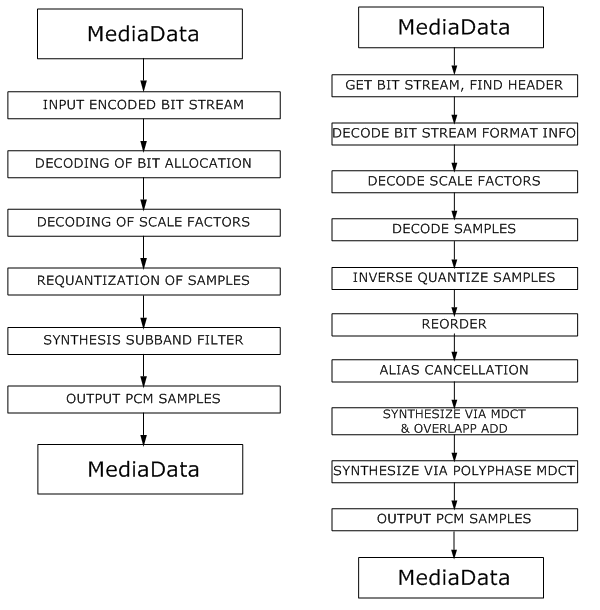 MediaData
INPUT ENCODED BIT STREAM
DECODING OF BIT ALLOCATION
DECODING OF SCALE FACTORS
REQUANTIZATION OF SAMPLES
SYNTHESIS SUBBAND FILTER
OUTPUT PCM SAMPLES
MediaData
MediaData
GET BIT STREAM, FIND HEADER
DECODE BIT STREAM FORMAT INFO
DECODE SCALE FACTORS
DECODE SAMPLES
INVERSE QUANTIZE SAMPLES
REORDER
ALIAS CANCELLATION
SYNTHESIZE VIA MDCT
& OVERLAPP ADD
SYNTHESIZE VIA POLYPHASE MDCT
OUTPUT PCM SAMPLES
MediaData